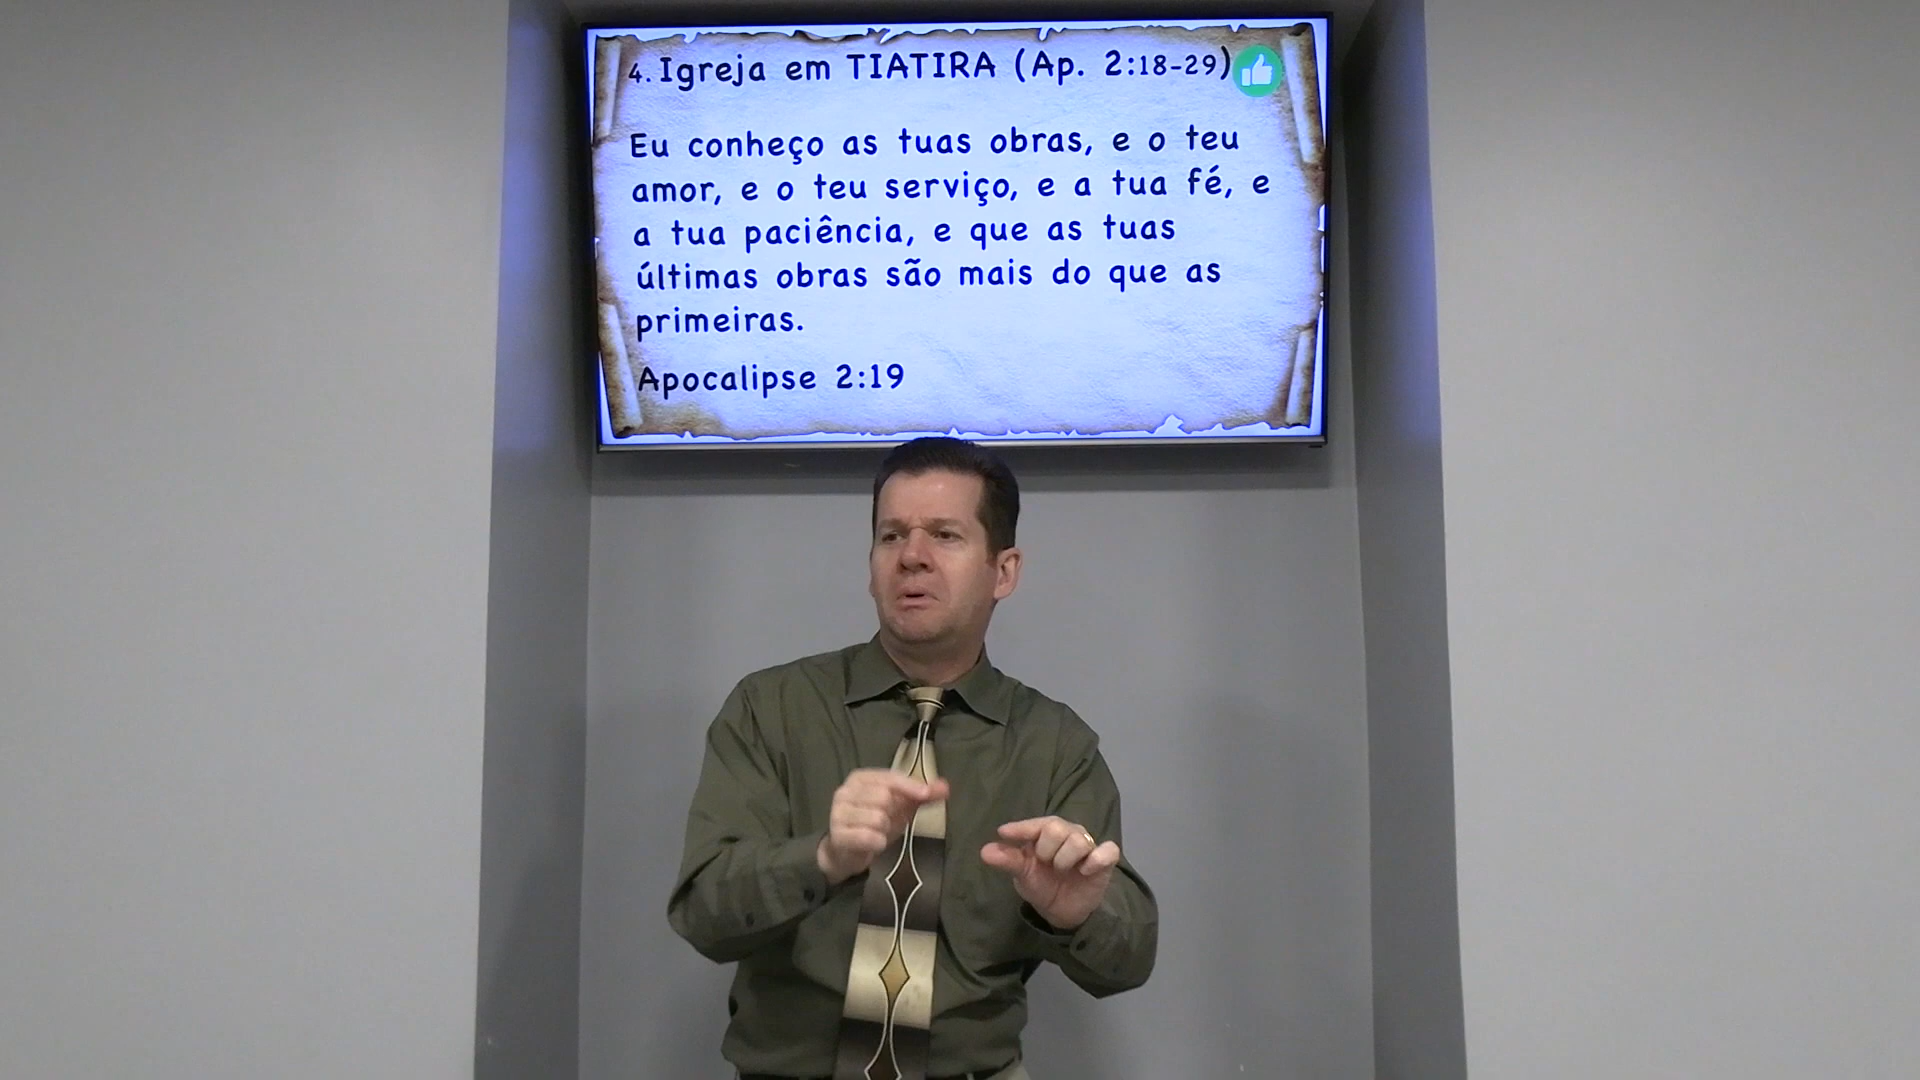 4. Igreja em TIATIRA (Ap. 2:18-29)
Eu conheço as tuas obras, e o teu
amor, e o teu serviço, e a tua fé, e
a tua paciência, e que as tuas
últimas obras são mais do que as
primeiras.
Apocalipse 2:19